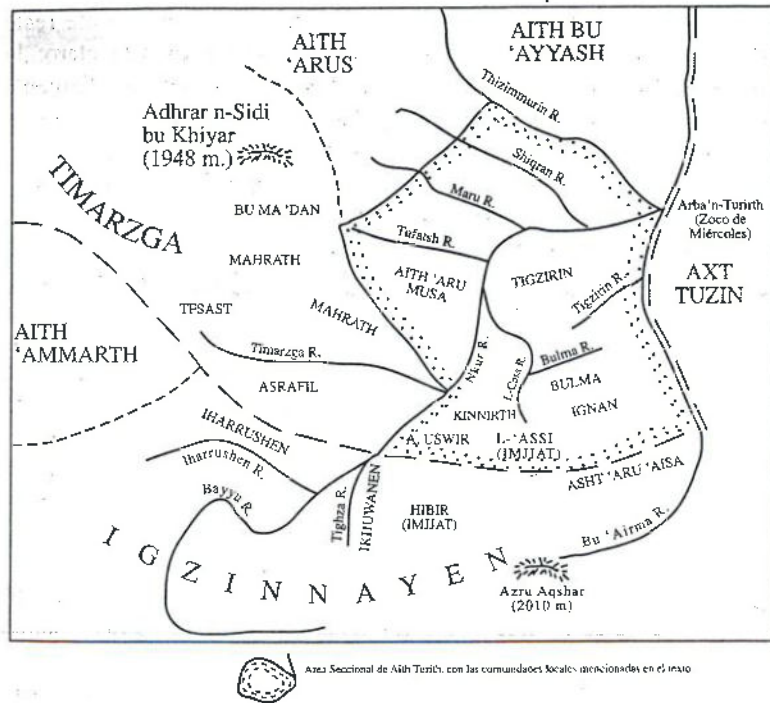 AITH
'ARUS
AITH BU
'AYYASH
Adhrar n-Sidi
bu Khiyar
(1948 m.)
Thizimmurin R.
Shiqran R.
Maru R.
TIMARZGA
BU MA 'DAN
Arba'n-Turirth
(Zoco de
Miércoles)
Tufatsh R.
MAHRATH
AITH 'ARU
MUSA
TIGZIRIN
Tigzirin R.
AXT
TUZIN
TFSAST
MAHRATH
AITH
'AMMARTH
Timarzga R.
N'kur R.
Bulma R.
BULMA
ASRAFIL
KINNIRTH
IGNAN
IHARRUSHEN
A. USWIR
L-'ASSI
(IMJJAT)
Iharrushen R.
ASHT 'ARU 'AISA
Bayyu R.
Tighza R.
IKHUWANEN
HIBIR
(IMJJAT)
Bu 'Airma R.
IGZINNAYEN
Azru Aqshar
(2010 m)
Area Seccional de Aith Turirth, con las comunidades locales mencionadas en el texto